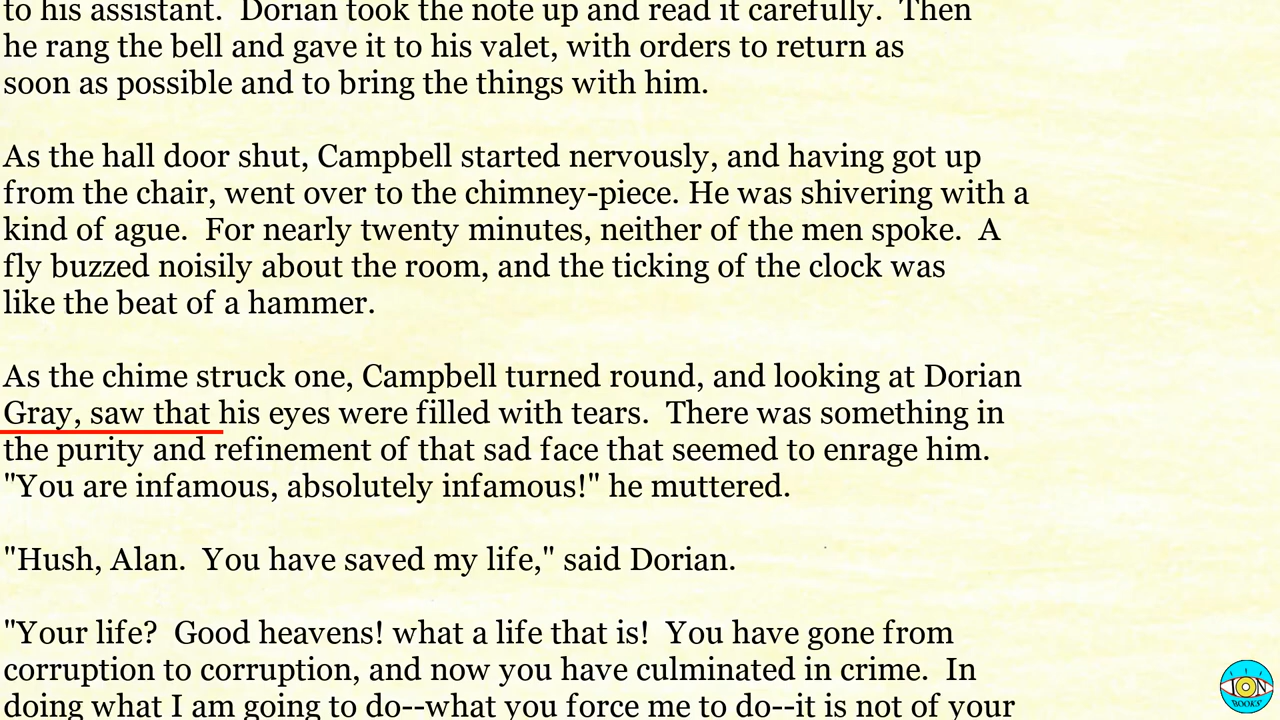 to his assistant.  Dorian took the note up and read it carefully.  Then
he rang the bell and gave it to his valet, with orders to return as
soon as possible and to bring the things with him.
As the hall door shut, Campbell started nervously, and having got up
from the chair, went over to the chimney-piece. He was shivering with a
kind of ague.  For nearly twenty minutes, neither of the men spoke.  A
fly buzzed noisily about the room, and the ticking of the clock was
like the beat of a hammer.
As the chime struck one, Campbell turned round, and looking at Dorian
Gray, saw that his eyes were filled with tears.  There was something in
the purity and refinement of that sad face that seemed to enrage him.
"You are infamous, absolutely infamous!" he muttered.
"Hush, Alan.  You have saved my life," said Dorian.
"Your life?  Good heavens! what a life that is!  You have gone from
corruption to corruption, and now you have culminated in crime.  In
doing what I am going to do--what you force me to do--it is not of your
ION
BOOKS